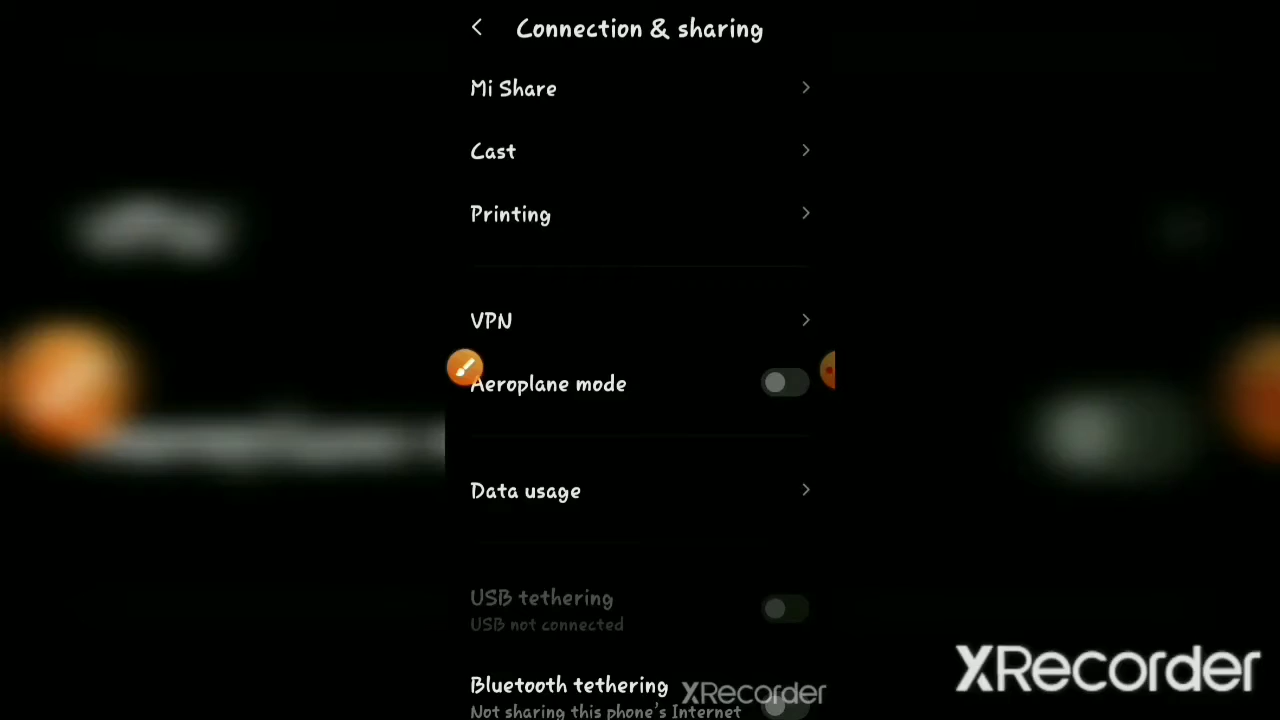 Connection & sharing
Mi Share
Cast
Printing
VPN
Aeroplane mode
Data usage
USB tethering
USB not connected
Bluetooth tethering
Not sharing this phone's Internet
XRecorder
XRecorder